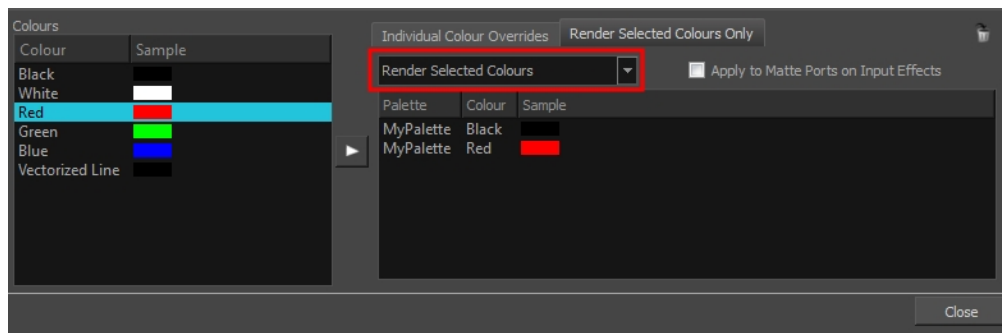 Colours
Individual Colour Overrides Render Selected Colours Only
Colour Sample
Render Selected Colours Apply to Matte Ports on Input Effects
Black
White
Red
Green
Blue
Vectorized Line
Palette Colour Sample
MyPalette Black
MyPalette Red
Close